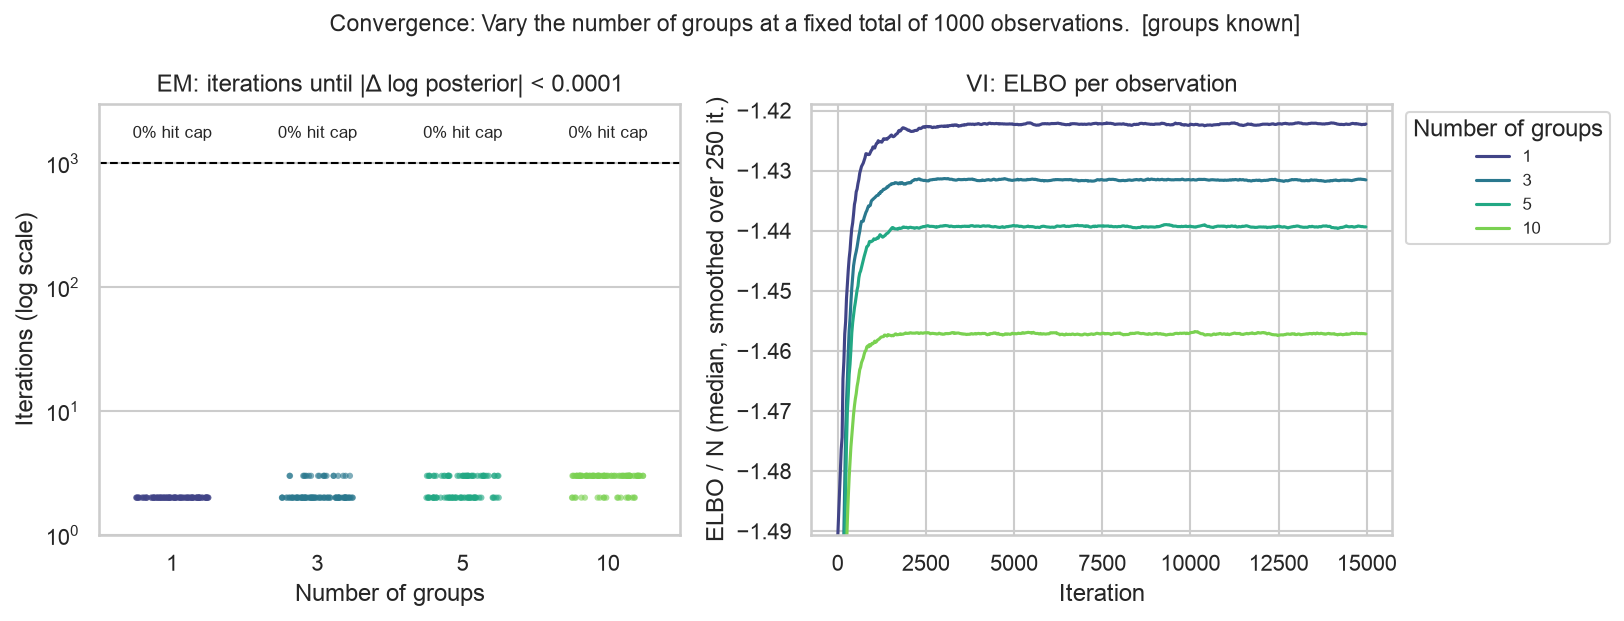 Convergence: Vary the number of groups at a fixed total of 1000 observations.  [groups known]
EM: iterations until |Δ log posterior| < 0.0001
Iterations (log scale)
10³
10²
10¹
10⁰
0% hit cap
0% hit cap
0% hit cap
0% hit cap
1
3
5
10
Number of groups
VI: ELBO per observation
ELBO / N (median, smoothed over 250 it.)
−1.42
−1.43
−1.44
−1.45
−1.46
−1.47
−1.48
−1.49
0
2500
5000
7500
10000
12500
15000
Iteration
Number of groups
1
3
5
10